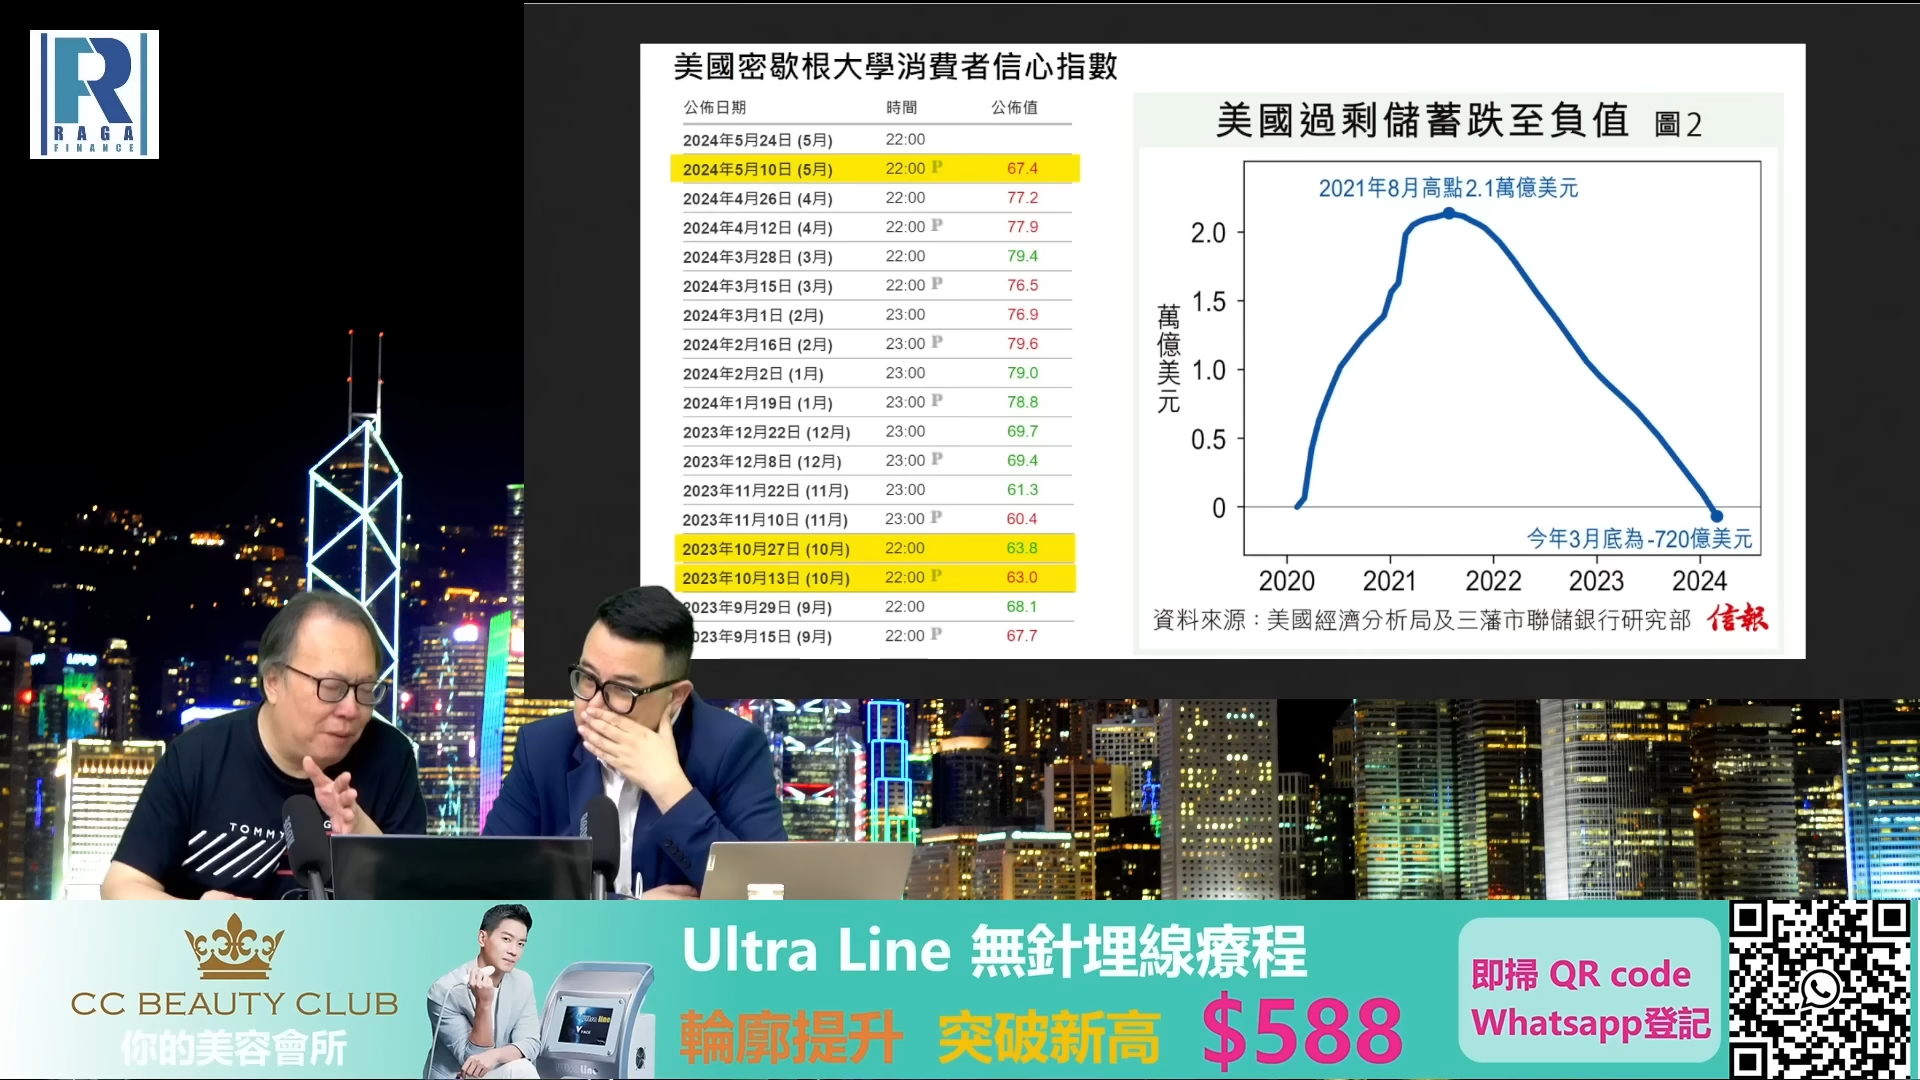 RAGA
FINANCE
美國密歇根大學消費者信心指數
公佈日期 時間 公佈值
2024年5月24日 (5月) 22:00
2024年5月10日 (5月) 22:00 P 67.4
2024年4月26日 (4月) 22:00 77.2
2024年4月12日 (4月) 22:00 P 77.9
2024年3月28日 (3月) 22:00 79.4
2024年3月15日 (3月) 22:00 P 76.5
2024年3月1日 (2月) 23:00 76.9
2024年2月16日 (2月) 23:00 P 79.6
2024年2月2日 (1月) 23:00 79.0
2024年1月19日 (1月) 23:00 P 78.8
2023年12月22日 (12月) 23:00 69.7
2023年12月8日 (12月) 23:00 P 69.4
2023年11月22日 (11月) 23:00 61.3
2023年11月10日 (11月) 23:00 P 60.4
2023年10月27日 (10月) 22:00 63.8
2023年10月13日 (10月) 22:00 P 63.0
2023年9月29日 (9月) 22:00 68.1
023年9月15日 (9月) 22:00 P 67.7
美國過剩儲蓄跌至負值 圖2
2021年8月高點2.1萬億美元
萬億美元
2.0
1.5
1.0
0.5
0
今年3月底為-720億美元
2020 2021 2022 2023 2024
資料來源：美國經濟分析局及三藩市聯儲銀行研究部 信報
TOMMY G
CC BEAUTY CLUB
你的美容會所
Ultra Line 無針埋線療程
輪廓提升 突破新高 $588
即掃 QR code
Whatsapp登記